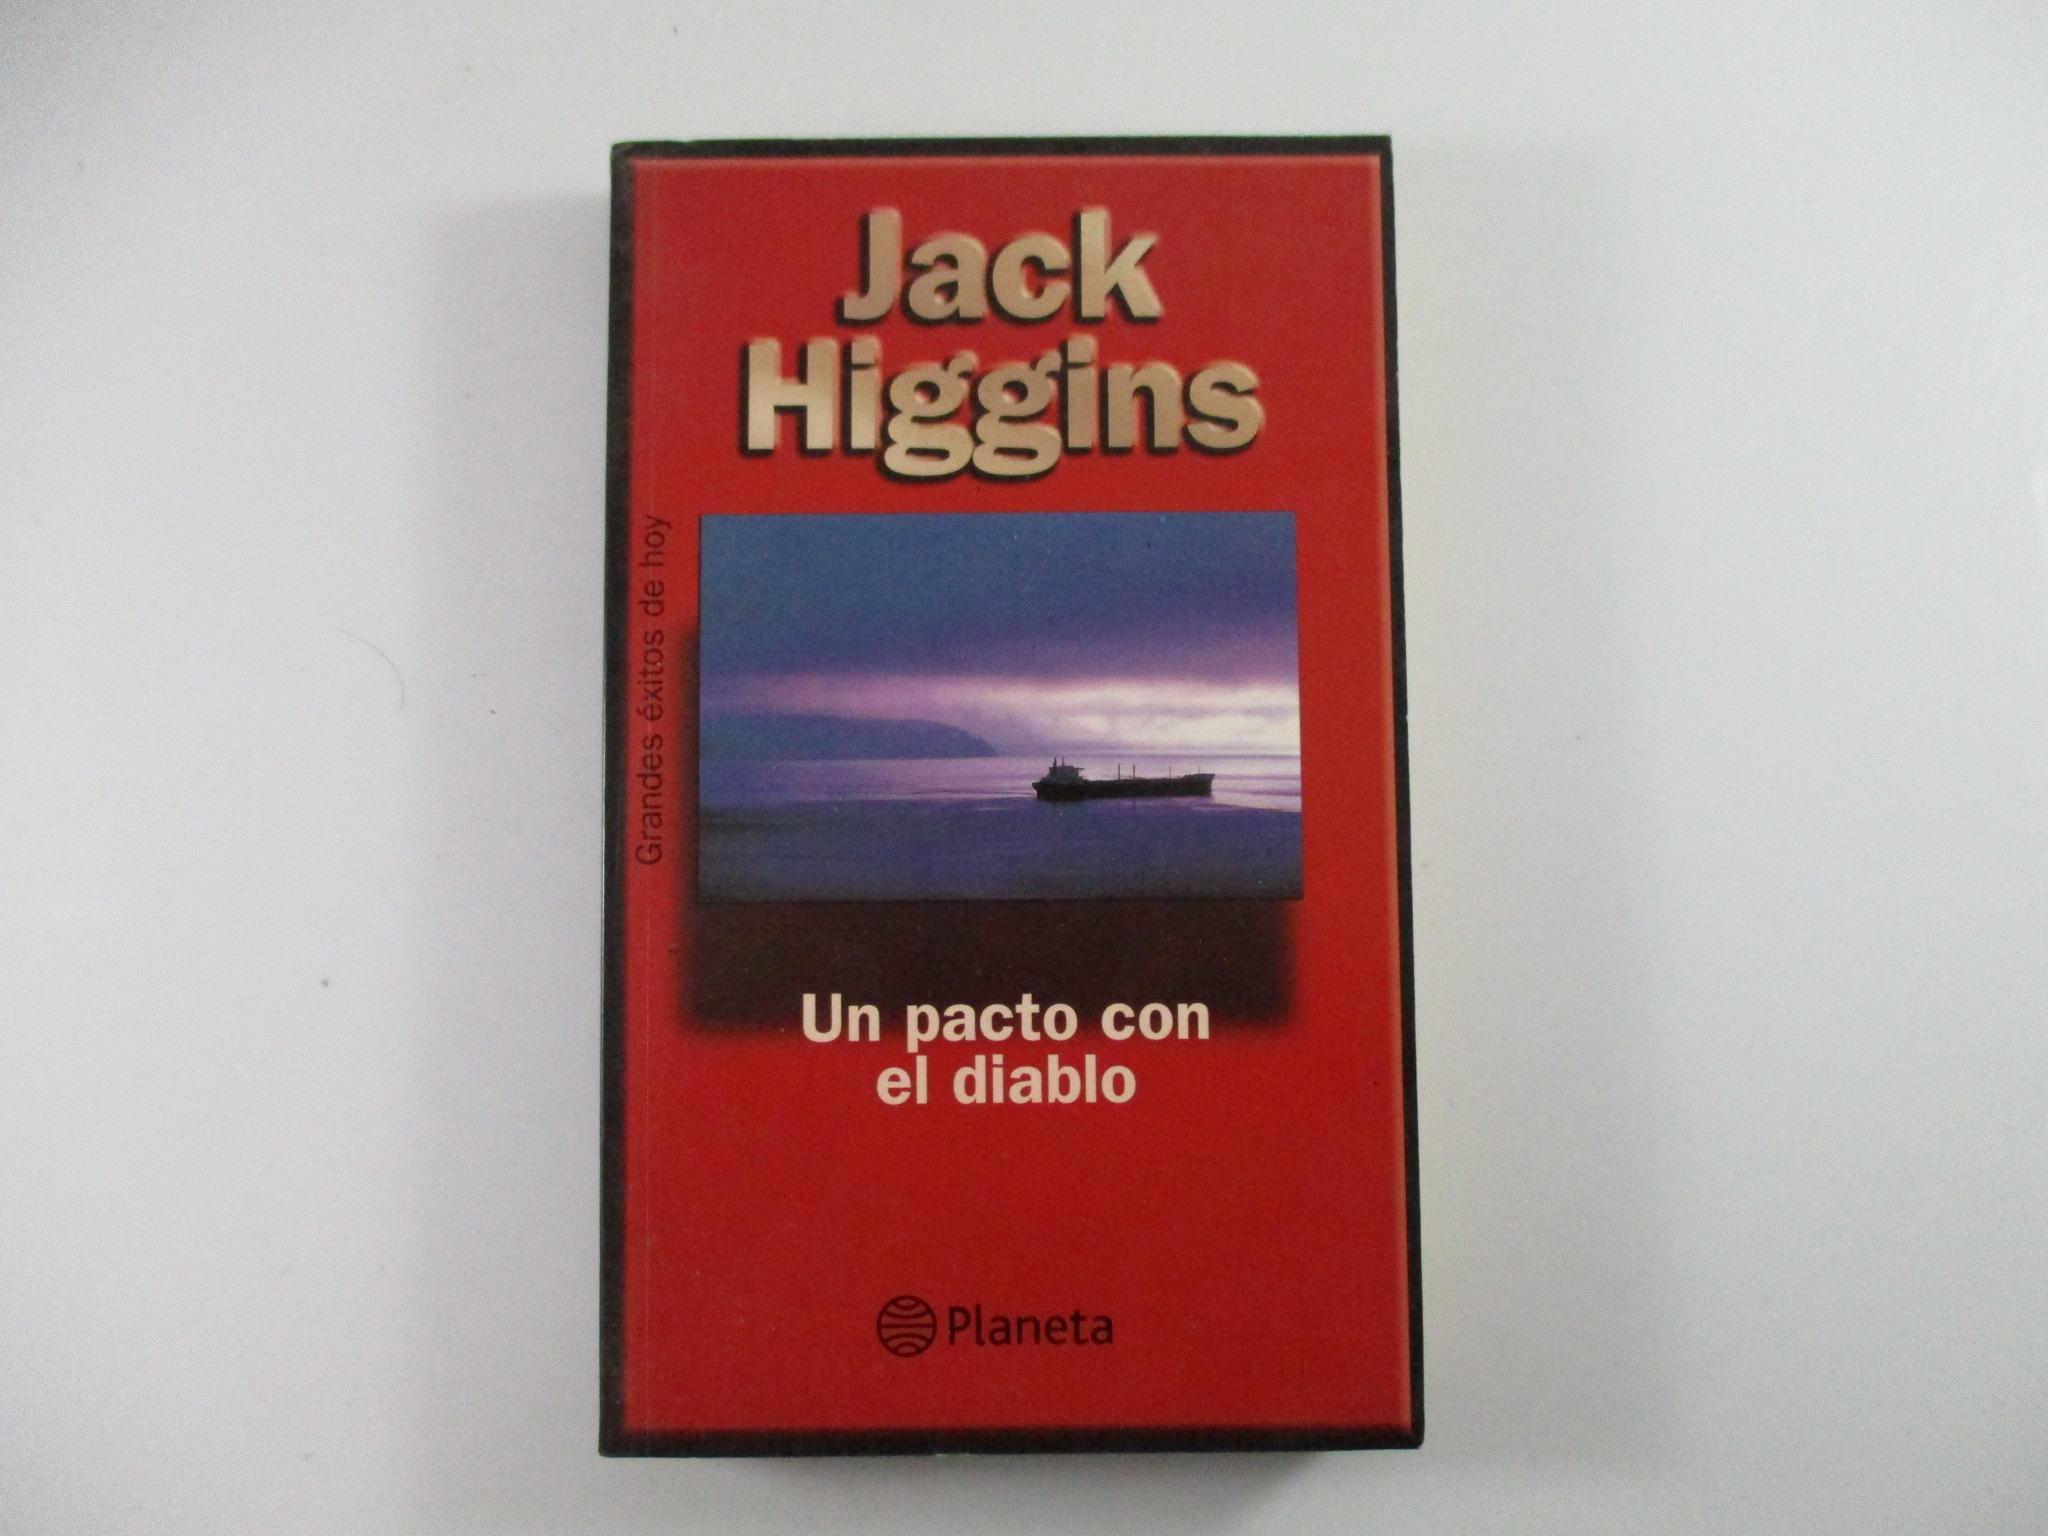 Jack
Higgins
Grandes éxitos de hoy
Un pacto con
el diablo
Planeta